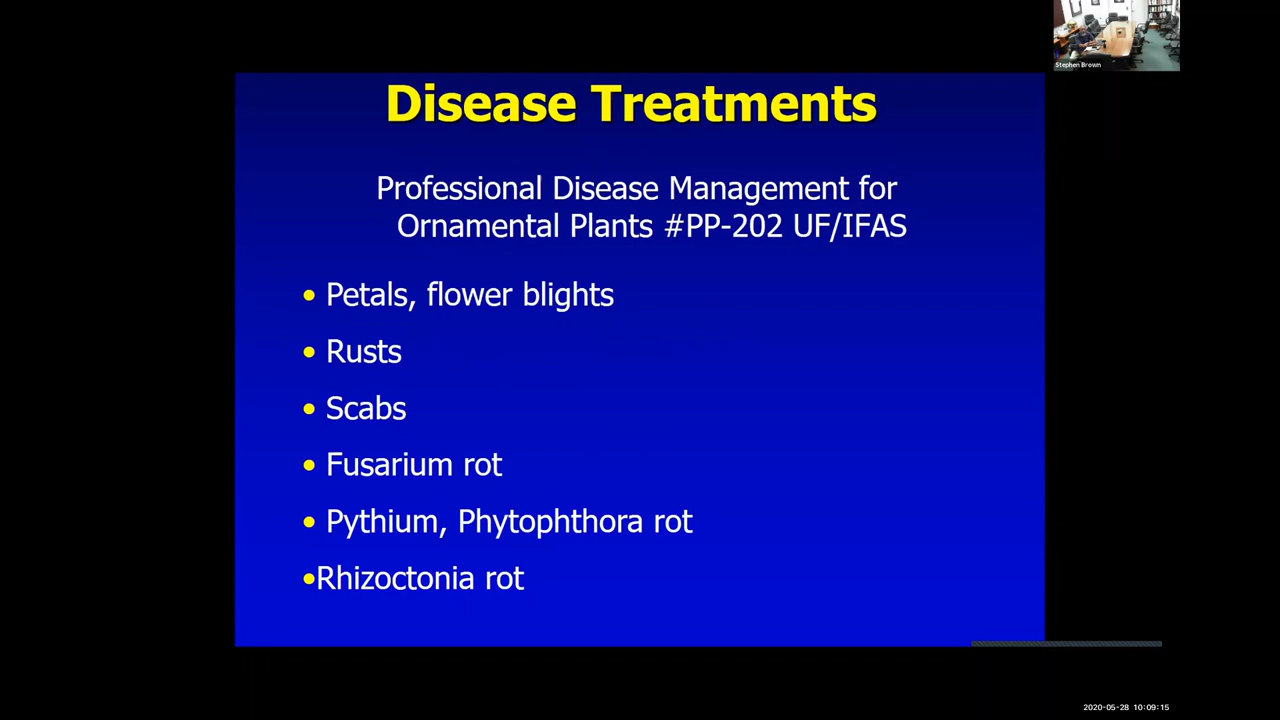 Stephen Brown
Disease Treatments
Professional Disease Management for
Ornamental Plants #PP-202 UF/IFAS
• Petals, flower blights
• Rusts
• Scabs
• Fusarium rot
• Pythium, Phytophthora rot
•Rhizoctonia rot
2020-05-28 10:09:15